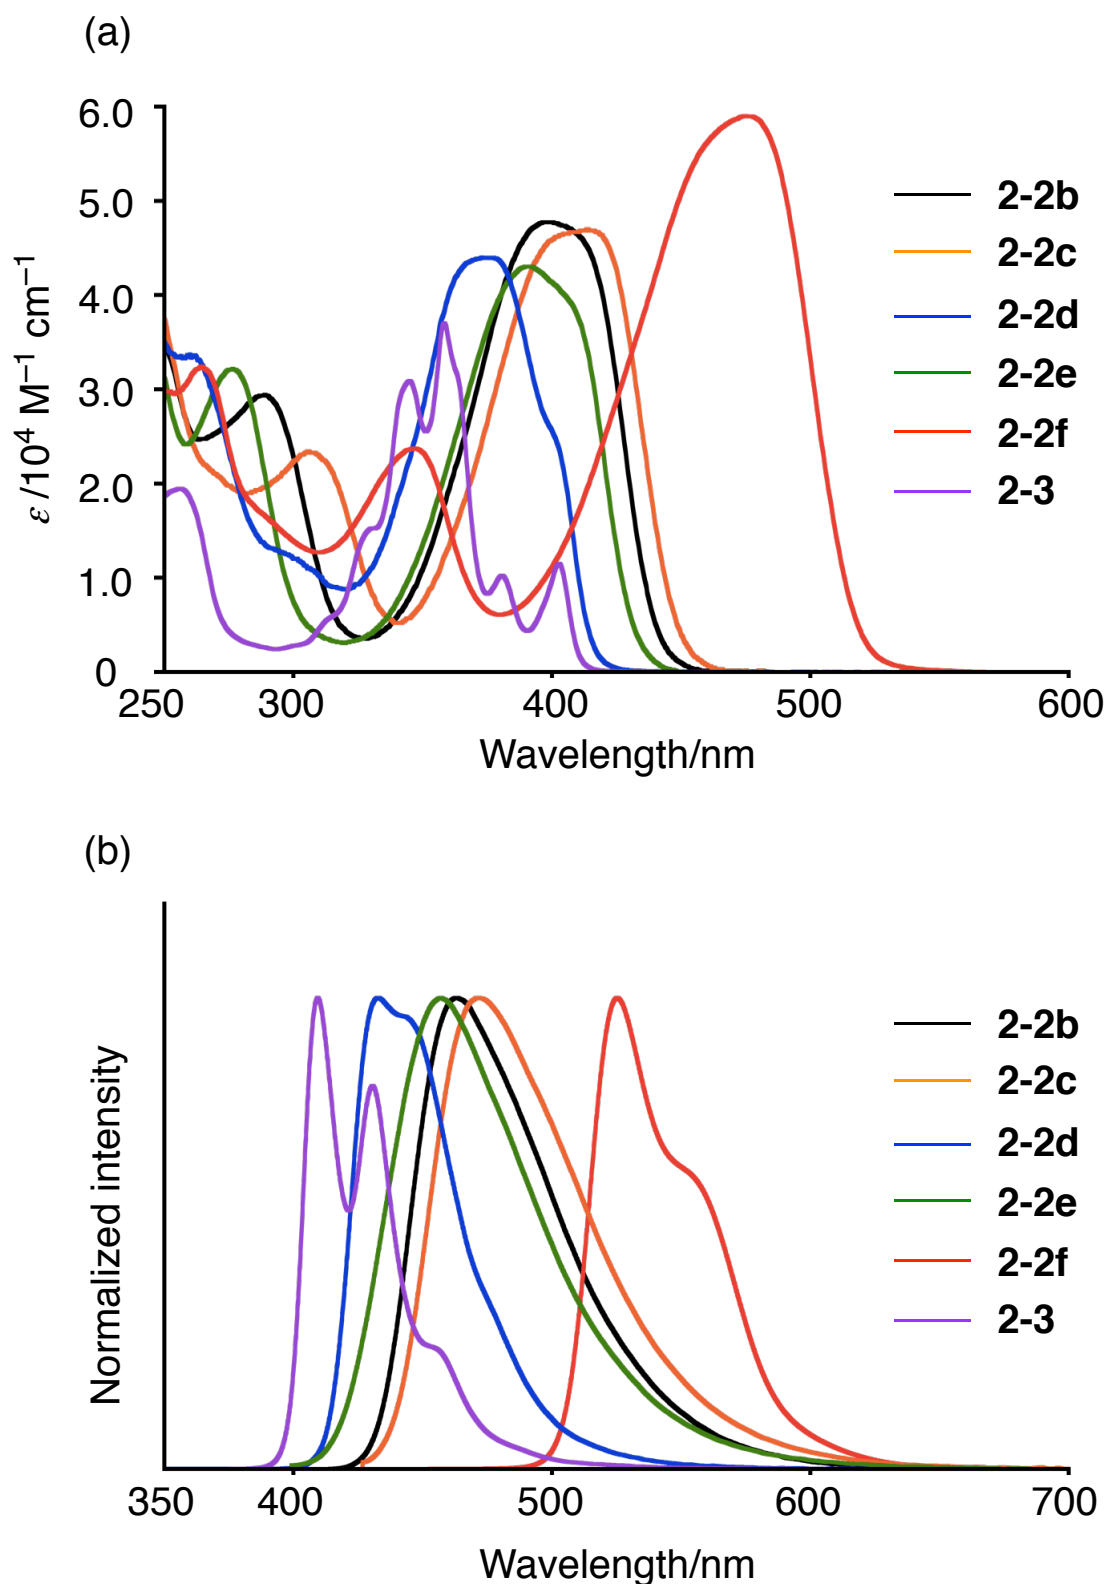 (a)
6.0
5.0
4.0
3.0
2.0
1.0
0
ε /10⁴ M⁻¹ cm⁻¹
250 300 400 500 600
Wavelength/nm
2-2b
2-2c
2-2d
2-2e
2-2f
2-3
(b)
Normalized intensity
350 400 500 600 700
Wavelength/nm
2-2b
2-2c
2-2d
2-2e
2-2f
2-3